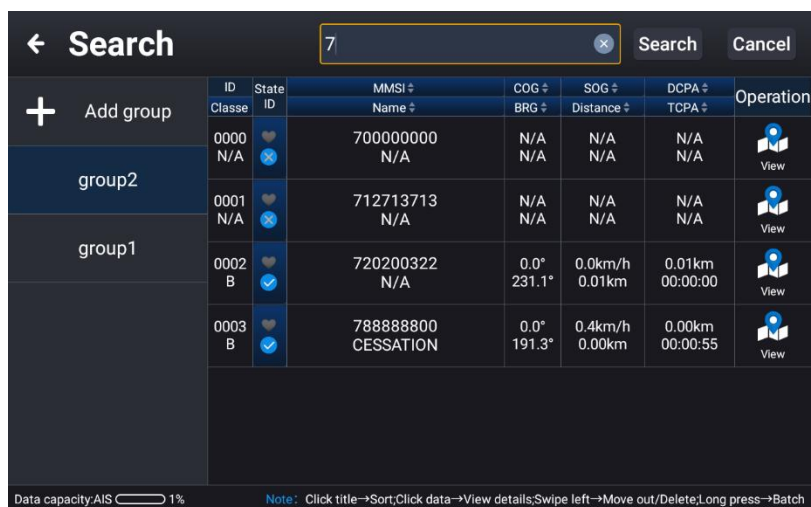 Search 7 Search Cancel
Add group
group2
group1
ID State MMSI COG SOG DCPA Operation
Classe ID Name BRG Distance TCPA
0000 700000000 N/A N/A N/A
N/A N/A N/A N/A N/A View
0001 712713713 N/A N/A N/A
N/A N/A N/A N/A N/A View
0002 720200322 0.0° 0.0km/h 0.01km
B N/A 231.1° 0.01km 00:00:00 View
0003 788888800 0.0° 0.4km/h 0.00km
B CESSATION 191.3° 0.00km 00:00:55 View
Data capacity:AIS 1% Note: Click title→Sort;Click data→View details;Swipe left→Move out/Delete;Long press→Batch